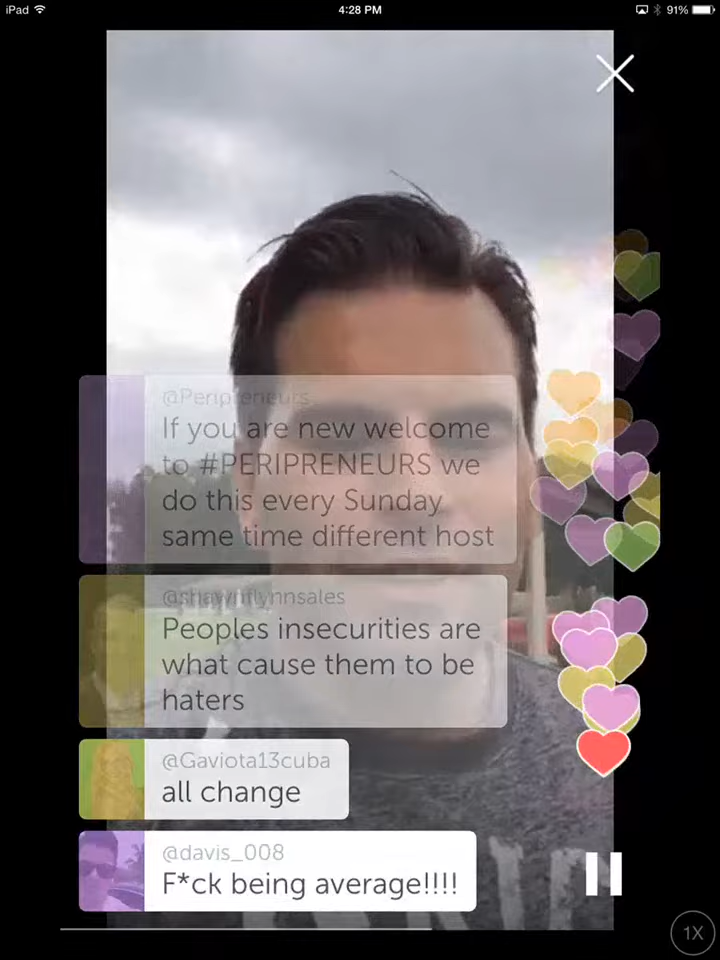 iPad
4:28 PM
91%
@Peripreneurs
If you are new welcome
to #PERIPRENEURS we
do this every Sunday
same time different host
@shawnflynnsales
Peoples insecurities are
what cause them to be
haters
@Gaviota13cuba
all change
@davis_008
F*ck being average!!!!
1X